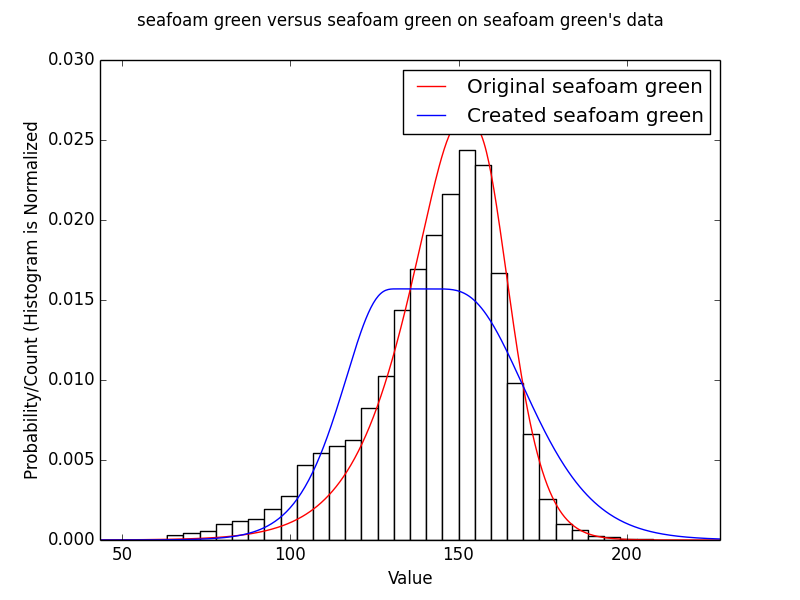 seafoam green versus seafoam green on seafoam green's data
0.030
0.025
0.020
0.015
0.010
0.005
0.000
Probability/Count (Histogram is Normalized
Original seafoam green
Created seafoam green
50 100 150 200
Value